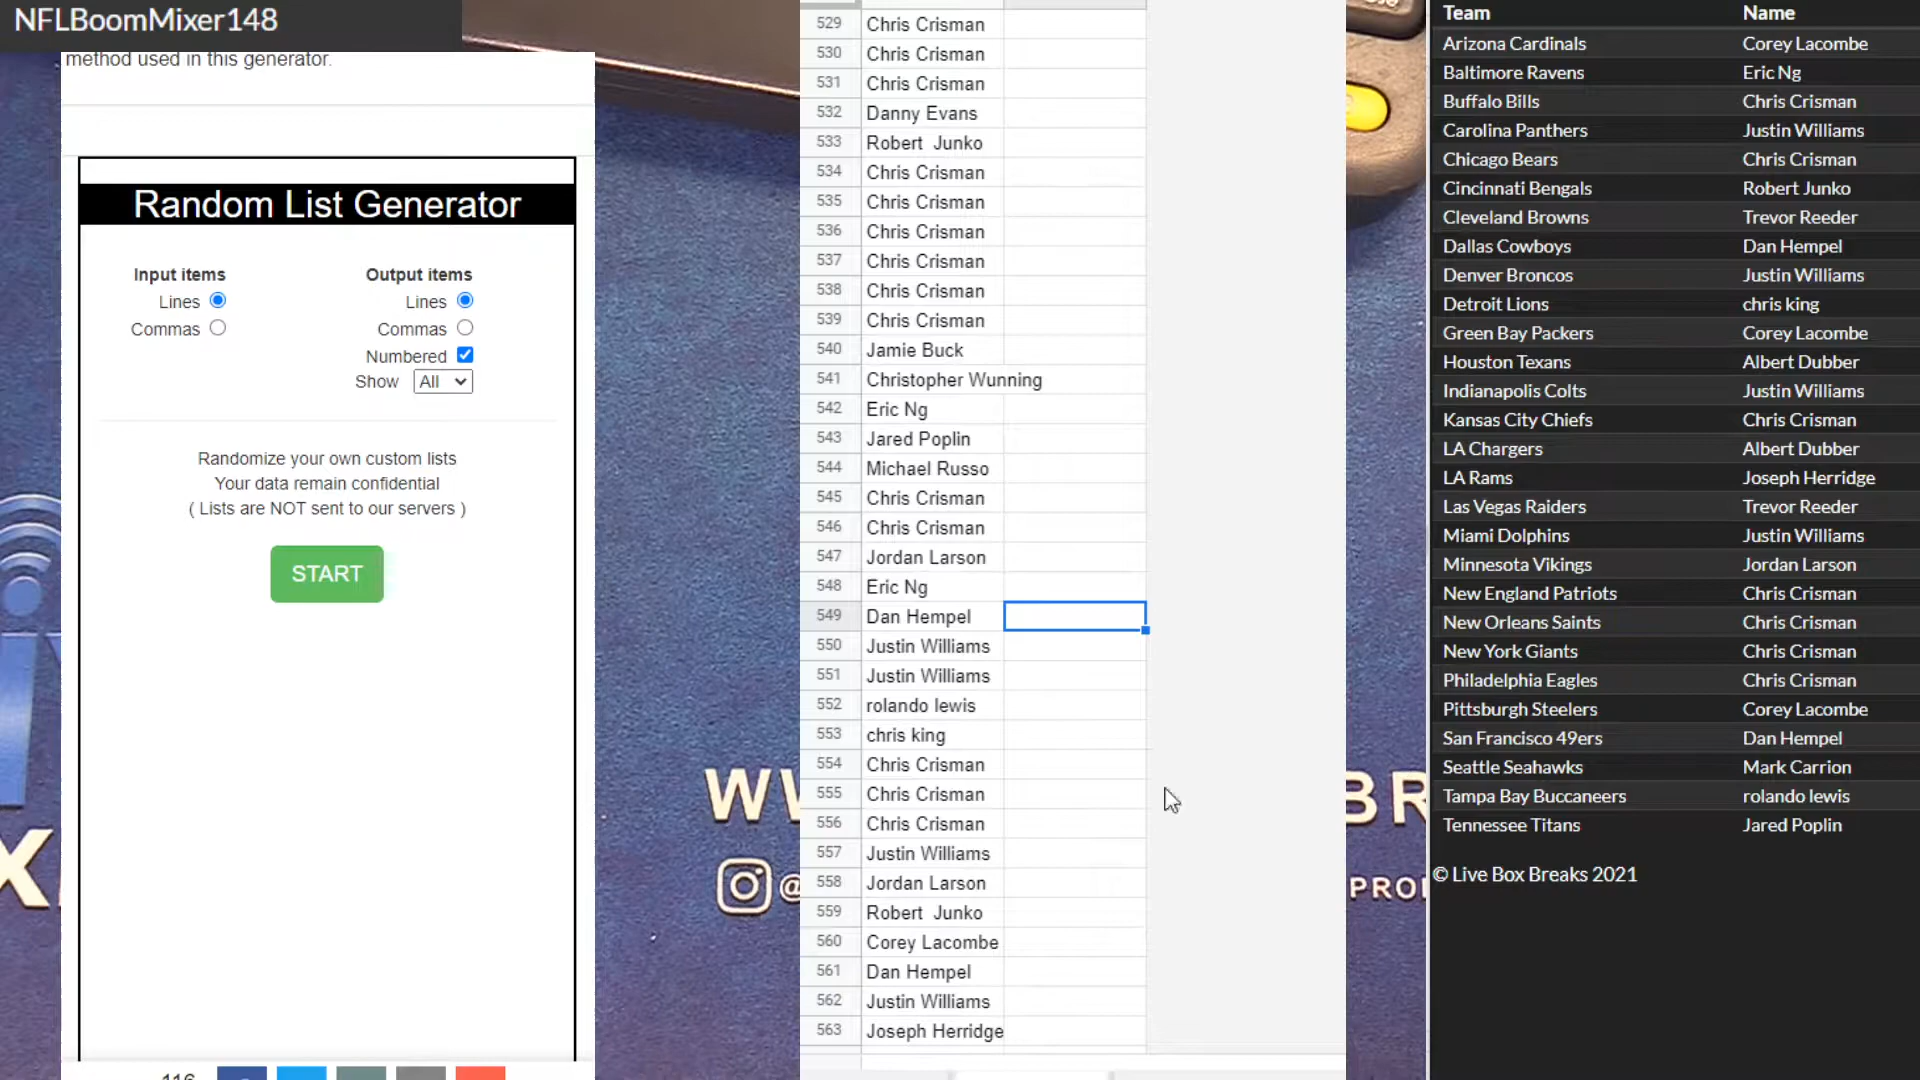 NFLBoomMixer148
method used in this generator.
Random List Generator
Input items
Output items
Lines
Lines
Commas
Commas
Numbered
Show All
Randomize your own custom lists
Your data remain confidential
( Lists are NOT sent to our servers )
START
529 Chris Crisman
530 Chris Crisman
531 Chris Crisman
532 Danny Evans
533 Robert  Junko
534 Chris Crisman
535 Chris Crisman
536 Chris Crisman
537 Chris Crisman
538 Chris Crisman
539 Chris Crisman
540 Jamie Buck
541 Christopher Wunning
542 Eric Ng
543 Jared Poplin
544 Michael Russo
545 Chris Crisman
546 Chris Crisman
547 Jordan Larson
548 Eric Ng
549 Dan Hempel
550 Justin Williams
551 Justin Williams
552 rolando lewis
553 chris king
554 Chris Crisman
555 Chris Crisman
556 Chris Crisman
557 Justin Williams
558 Jordan Larson
559 Robert  Junko
560 Corey Lacombe
561 Dan Hempel
562 Justin Williams
563 Joseph Herridge
Team Name
Arizona Cardinals Corey Lacombe
Baltimore Ravens Eric Ng
Buffalo Bills Chris Crisman
Carolina Panthers Justin Williams
Chicago Bears Chris Crisman
Cincinnati Bengals Robert Junko
Cleveland Browns Trevor Reeder
Dallas Cowboys Dan Hempel
Denver Broncos Justin Williams
Detroit Lions chris king
Green Bay Packers Corey Lacombe
Houston Texans Albert Dubber
Indianapolis Colts Justin Williams
Kansas City Chiefs Chris Crisman
LA Chargers Albert Dubber
LA Rams Joseph Herridge
Las Vegas Raiders Trevor Reeder
Miami Dolphins Justin Williams
Minnesota Vikings Jordan Larson
New England Patriots Chris Crisman
New Orleans Saints Chris Crisman
New York Giants Chris Crisman
Philadelphia Eagles Chris Crisman
Pittsburgh Steelers Corey Lacombe
San Francisco 49ers Dan Hempel
Seattle Seahawks Mark Carrion
Tampa Bay Buccaneers rolando lewis
Tennessee Titans Jared Poplin
© Live Box Breaks 2021